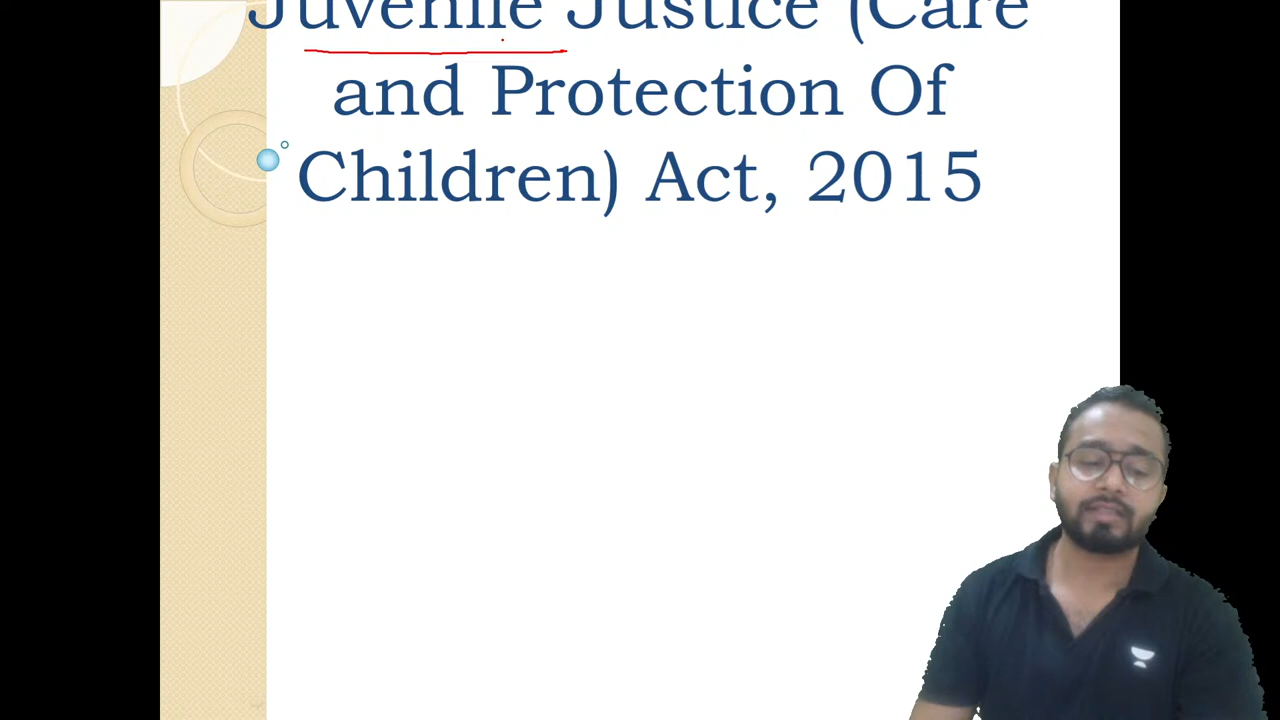 Juvenile Justice (Care
and Protection Of
Children) Act, 2015